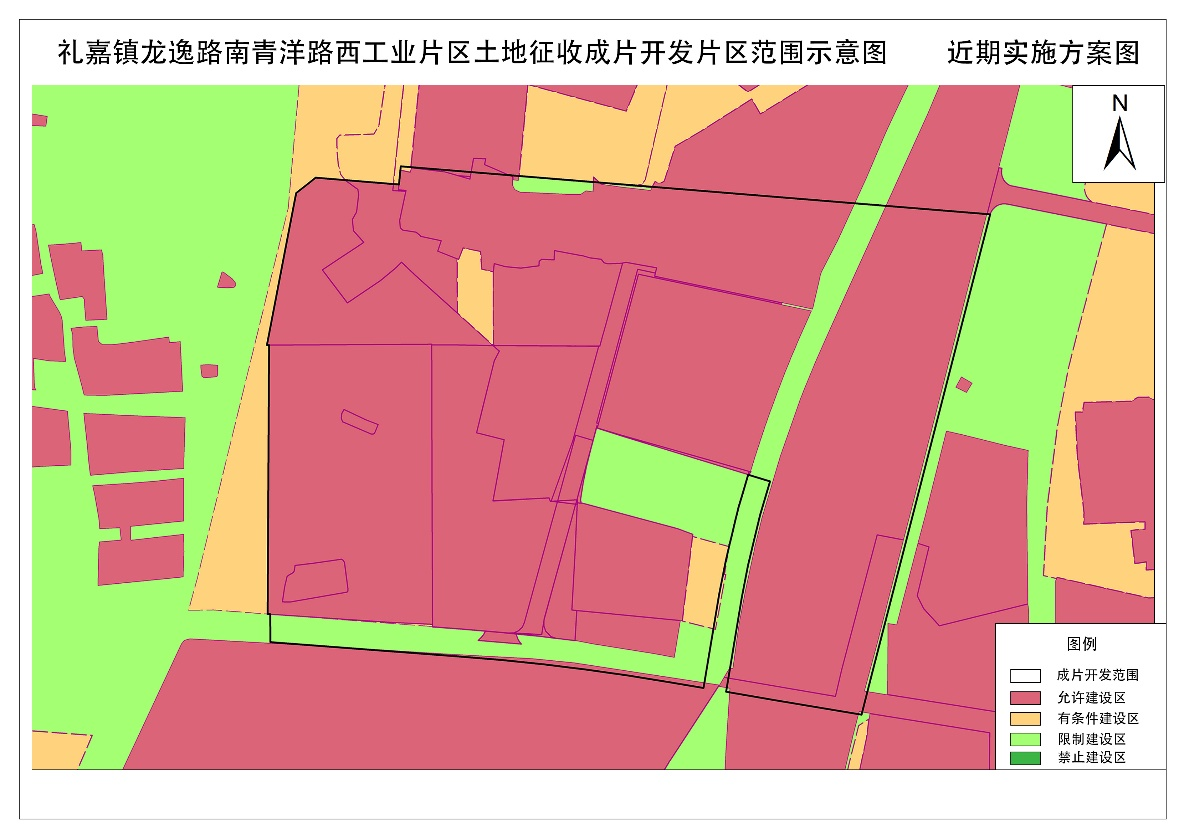 礼嘉镇龙逸路南青洋路西工业片区土地征收成片开发片区范围示意图 近期实施方案图
N
图例
成片开发范围
允许建设区
有条件建设区
限制建设区
禁止建设区